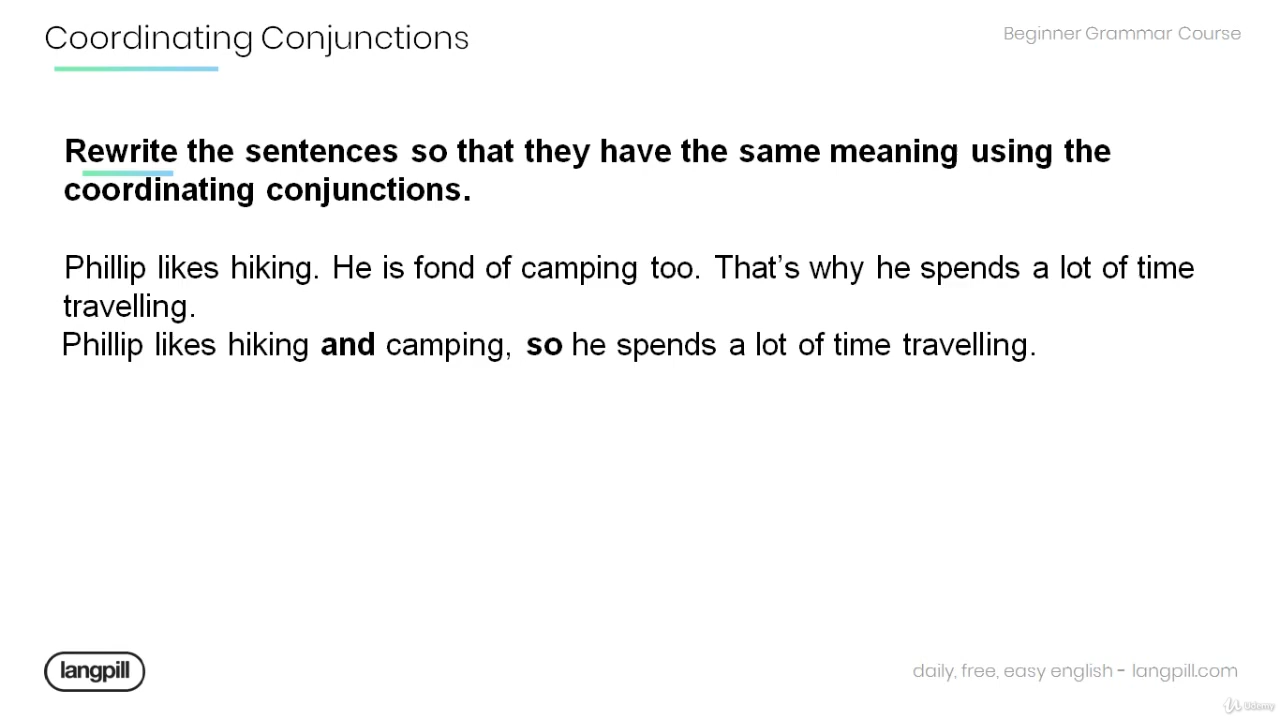 Coordinating Conjunctions
Beginner Grammar Course
Rewrite the sentences so that they have the same meaning using the
coordinating conjunctions.
Phillip likes hiking. He is fond of camping too. That’s why he spends a lot of time
travelling.
Phillip likes hiking and camping, so he spends a lot of time travelling.
langpill
daily, free, easy english - langpill.com
Udemy